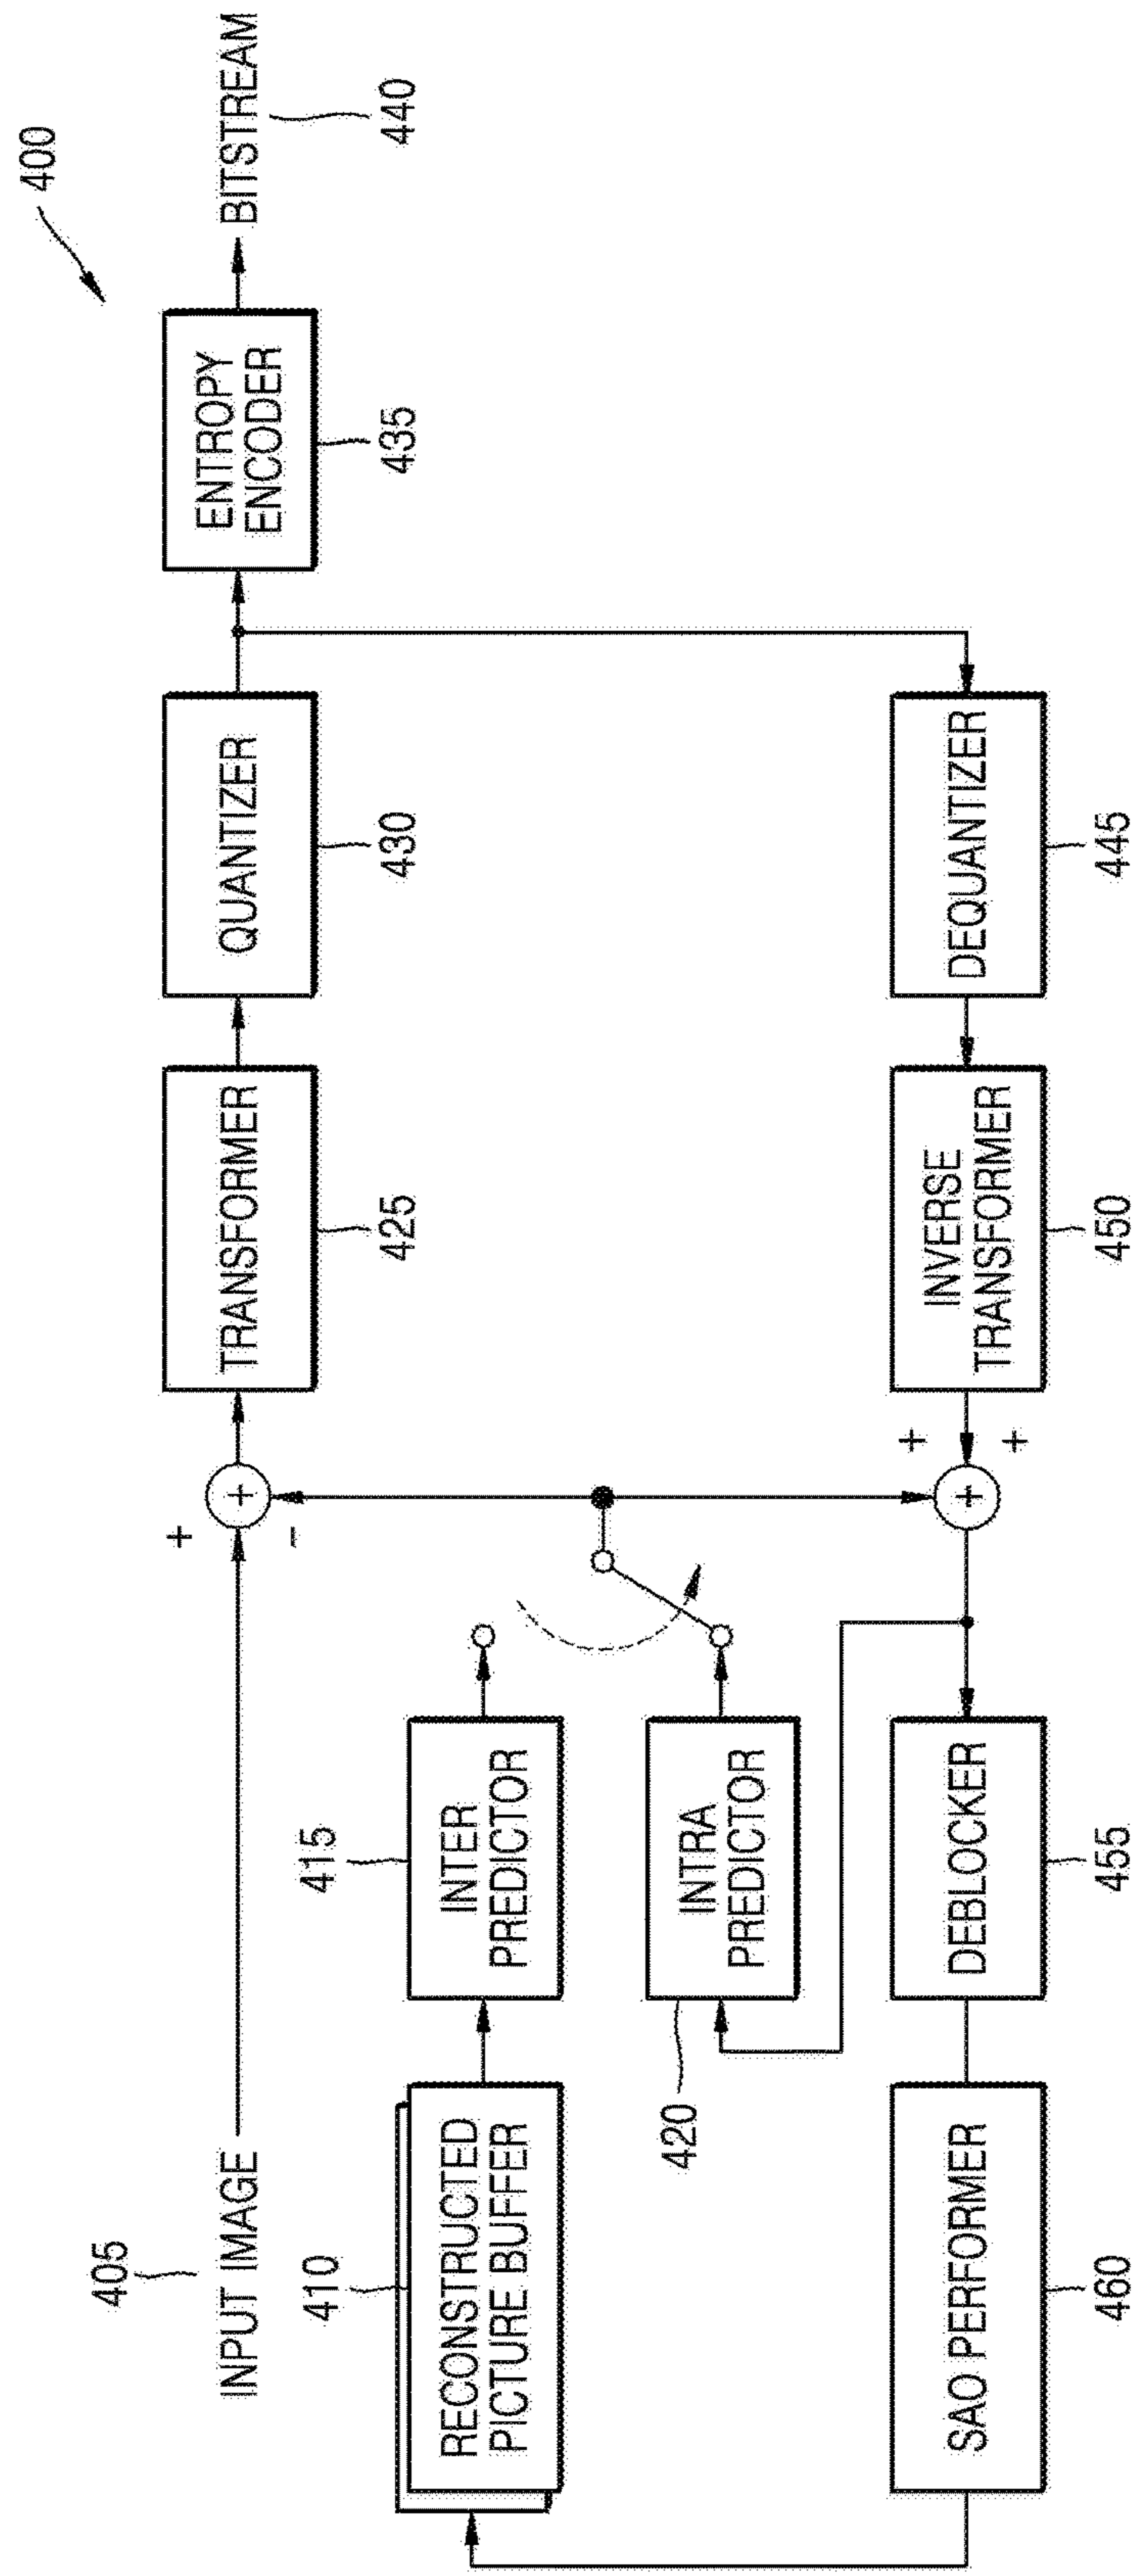 400
405
INPUT IMAGE
+
-
+
TRANSFORMER
425
QUANTIZER
430
ENTROPY
ENCODER
435
BITSTREAM
440
410
RECONSTRUCTED
PICTURE BUFFER
415
INTER
PREDICTOR
420
INTRA
PREDICTOR
460
SAO PERFORMER
455
DEBLOCKER
+
+
+
INVERSE
TRANSFORMER
450
DEQUANTIZER
445